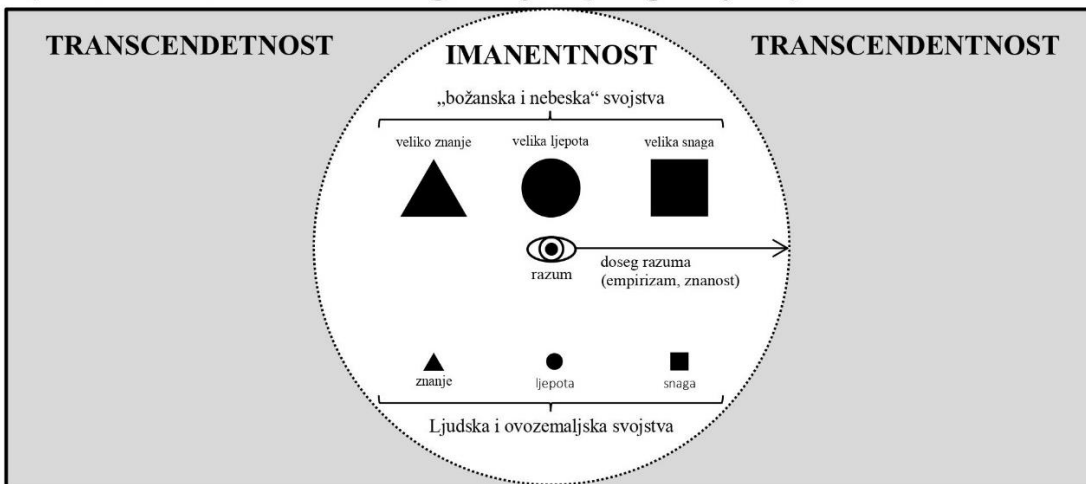 TRANSCENDETNOST
IMANENTNOST
TRANSCENDENTNOST
„božanska i nebeska“ svojstva
veliko znanje
velika ljepota
velika snaga
razum
doseg razuma
(empirizam, znanost)
znanje
ljepota
snaga
Ljudska i ovozemaljska svojstva